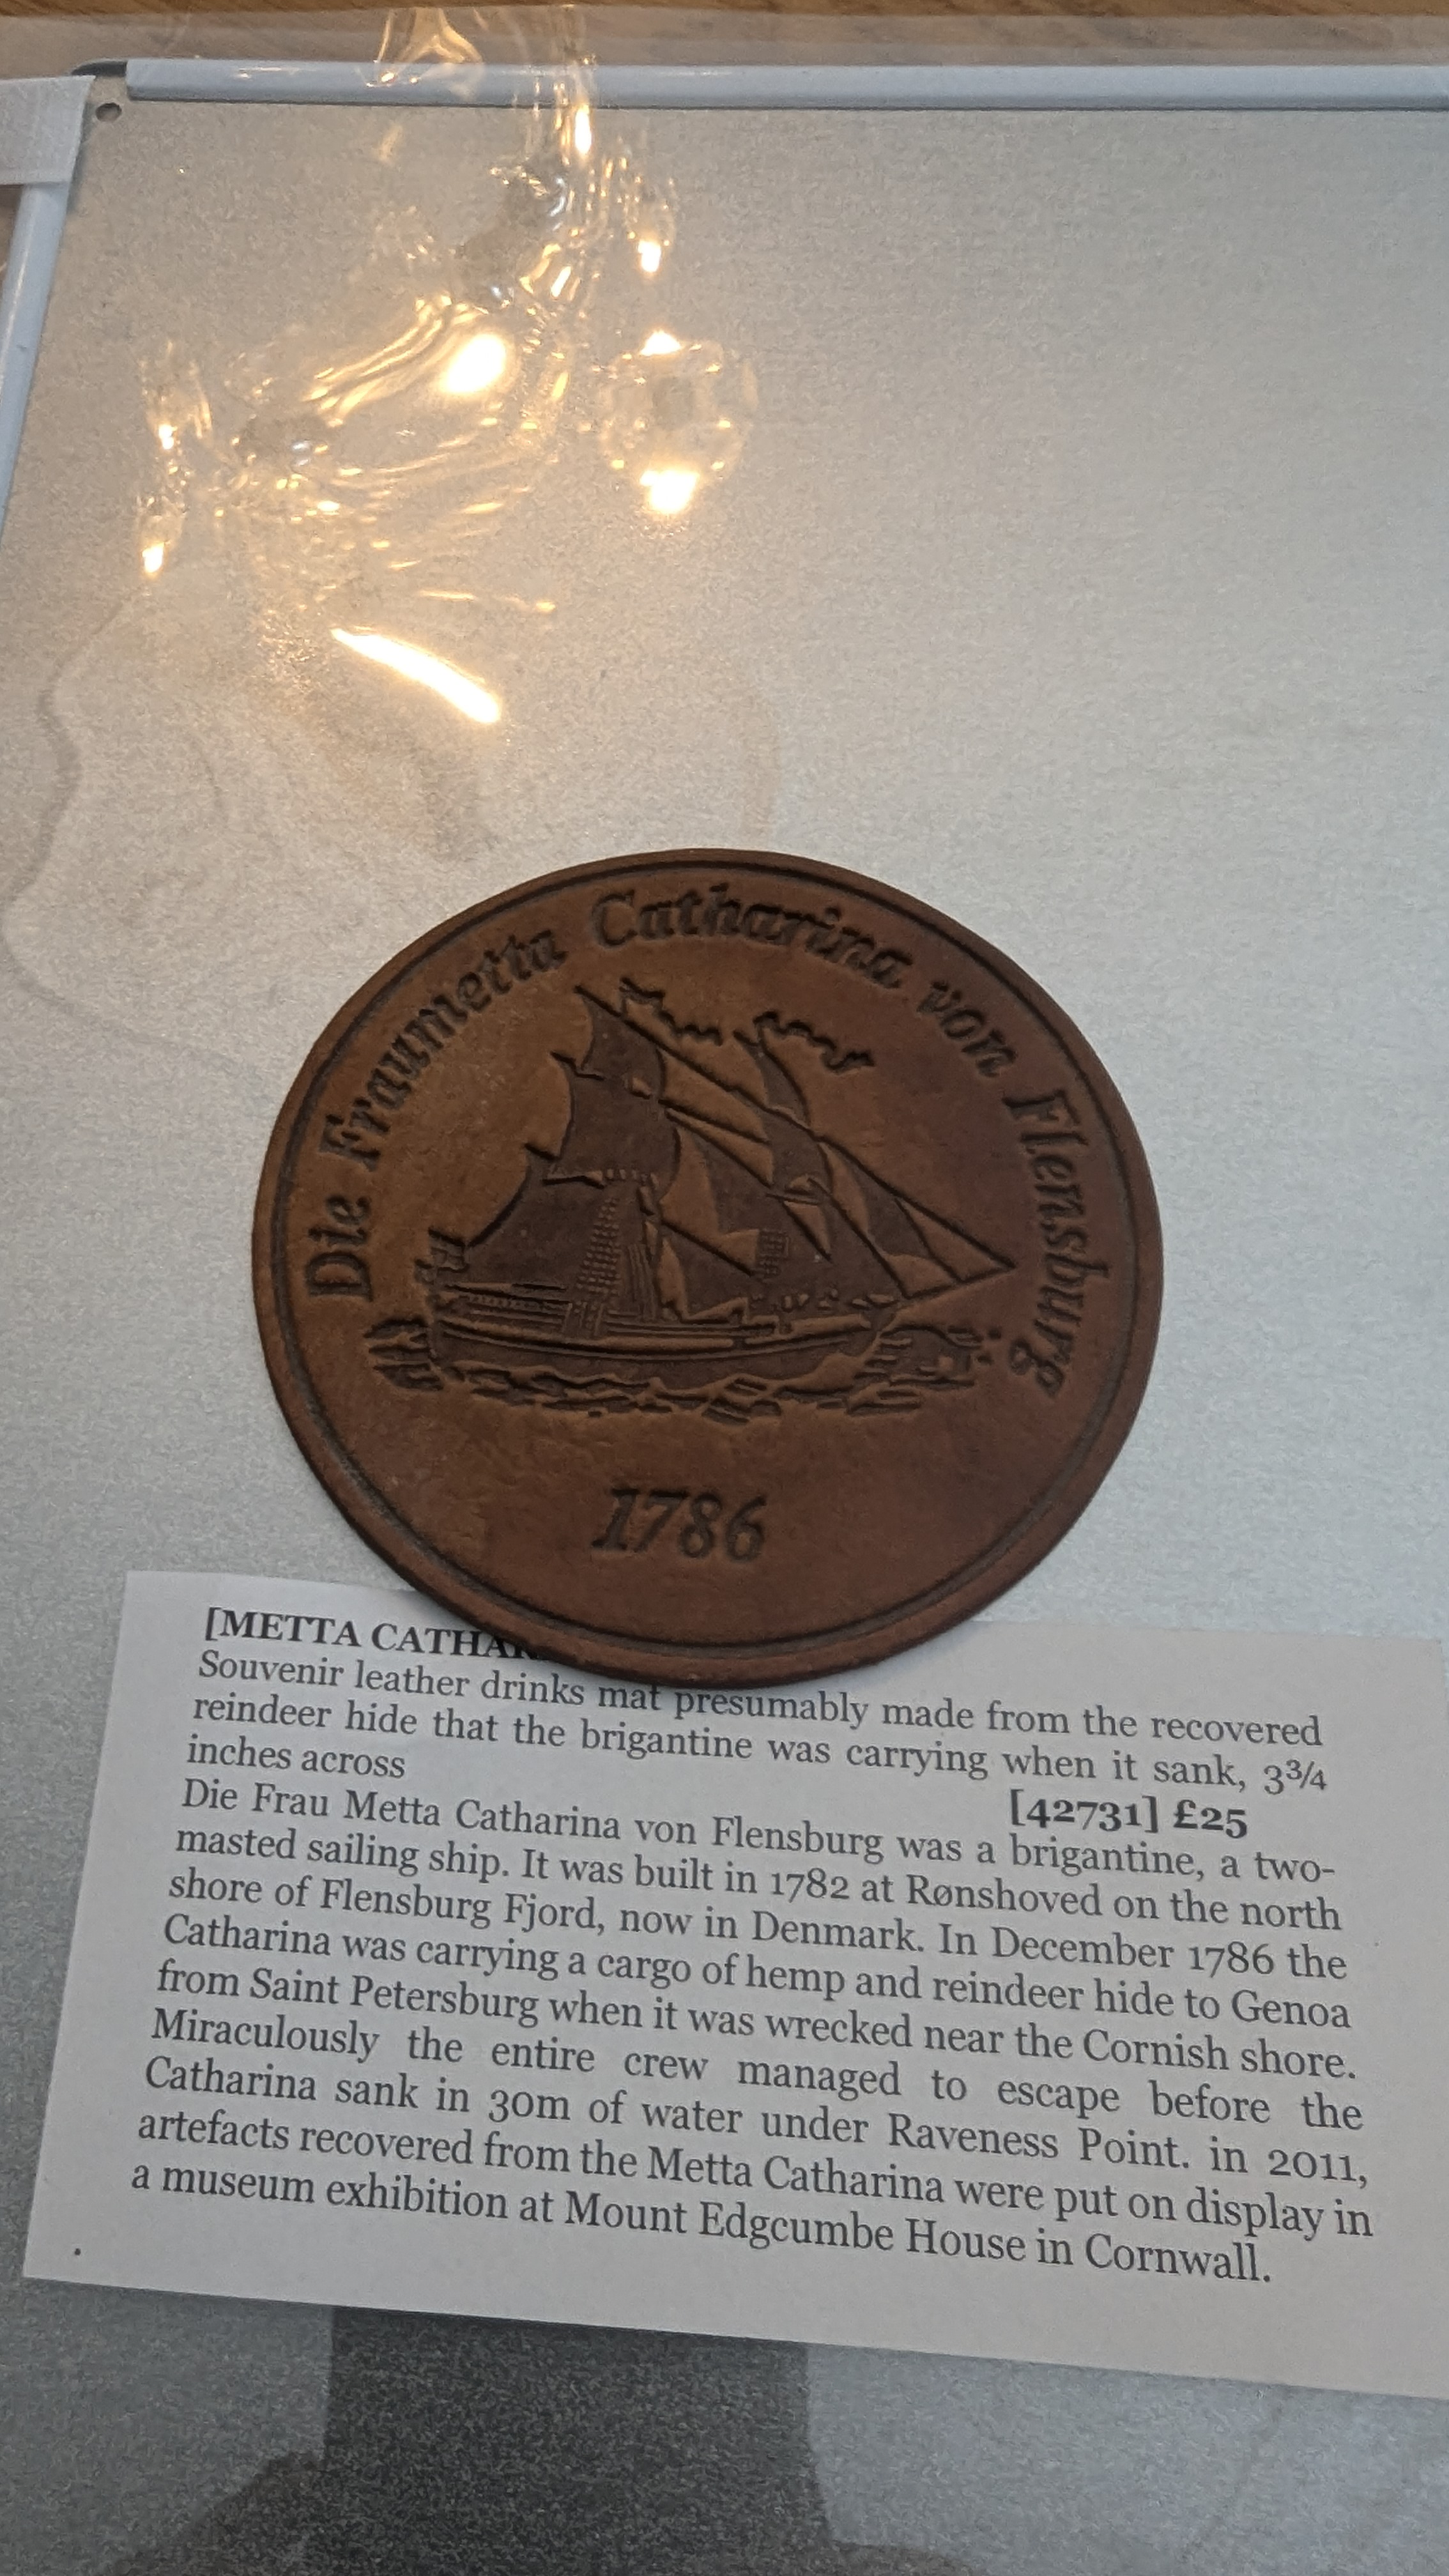 Die Fraumetta Catharina von Flensburg
1786
[METTA
Souvenir leather drinks mat presumably made from the recovered
reindeer hide that the brigantine was carrying when it sank, 3¾
inches across
[42731] £25
Die Frau Metta Catharina von Flensburg was a brigantine, a two-
masted sailing ship. It was built in 1782 at Rønshoved on the north
shore of Flensburg Fjord, now in Denmark. In December 1786 the
Catharina was carrying a cargo of hemp and reindeer hide to Genoa
from Saint Petersburg when it was wrecked near the Cornish shore.
Miraculously the entire crew managed to escape before the
Catharina sank in 30m of water under Raveness Point. in 2011,
artefacts recovered from the Metta Catharina were put on display in
a museum exhibition at Mount Edgcumbe House in Cornwall.